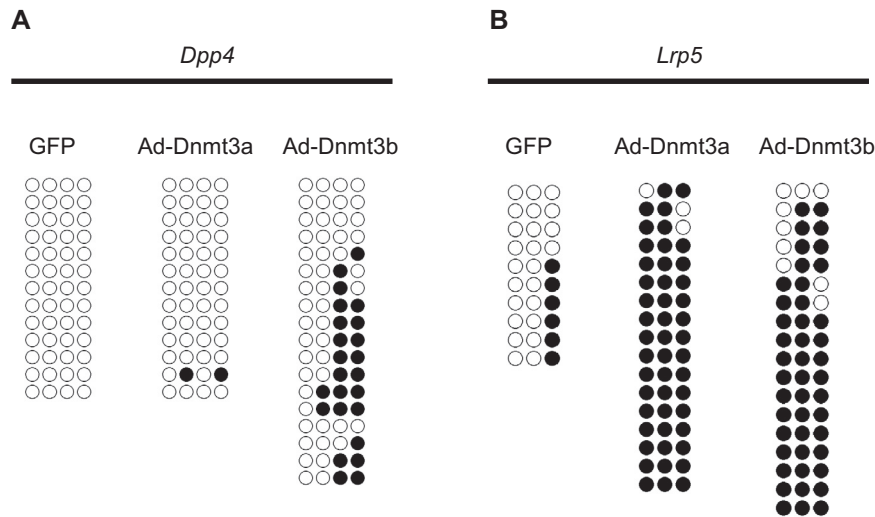 A
B
Dpp4
Lrp5
GFP
Ad-Dnmt3a
Ad-Dnmt3b
GFP
Ad-Dnmt3a
Ad-Dnmt3b